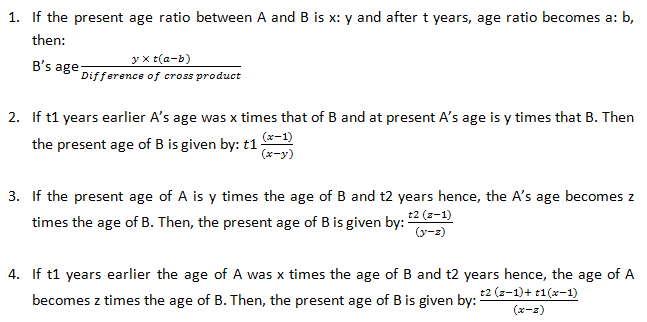 1. If the present age ratio between A and B is x: y and after t years, age ratio becomes a: b,
then:
B's age- y × t(a−b) / Difference of cross product
2. If t1 years earlier A's age was x times that of B and at present A's age is y times that B. Then
the present age of B is given by: t1 (x−1) / (x−y)
3. If the present age of A is y times the age of B and t2 years hence, the A's age becomes z
times the age of B. Then, the present age of B is given by: t2 (z−1) / (y−z)
4. If t1 years earlier the age of A was x times the age of B and t2 years hence, the age of A
becomes z times the age of B. Then, the present age of B is given by: t2 (z−1)+ t1(x−1) / (x−z)